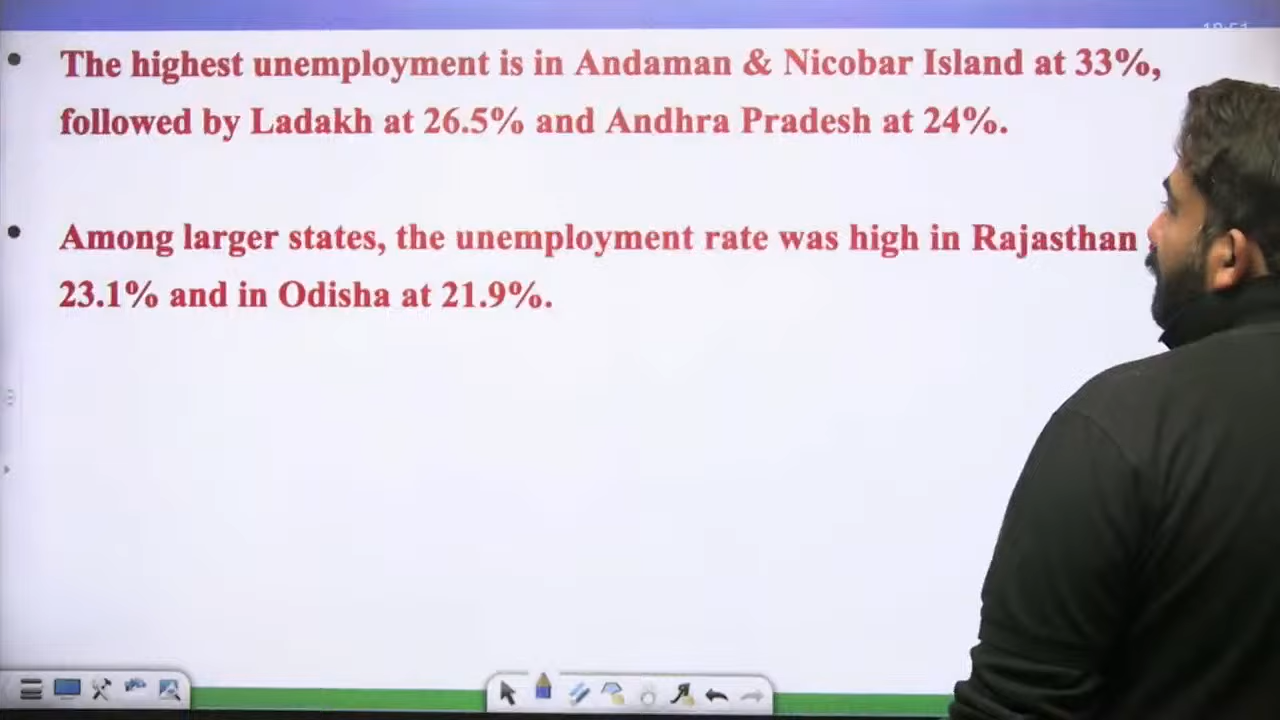 • The highest unemployment is in Andaman & Nicobar Island at 33%,
followed by Ladakh at 26.5% and Andhra Pradesh at 24%.
• Among larger states, the unemployment rate was high in Rajasthan
23.1% and in Odisha at 21.9%.